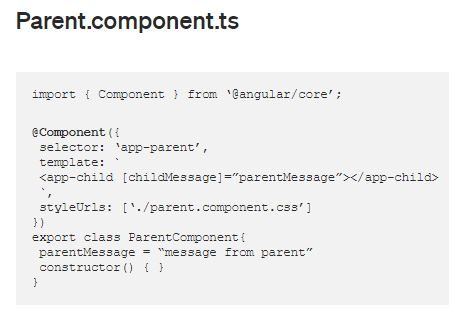 Parent.component.ts
import { Component } from ‘@angular/core’;
@Component({
selector: ‘app-parent’,
template: `
<app-child [childMessage]=”parentMessage”></app-child>
`,
styleUrls: [‘./parent.component.css’]
})
export class ParentComponent{
parentMessage = “message from parent”
constructor() { }
}